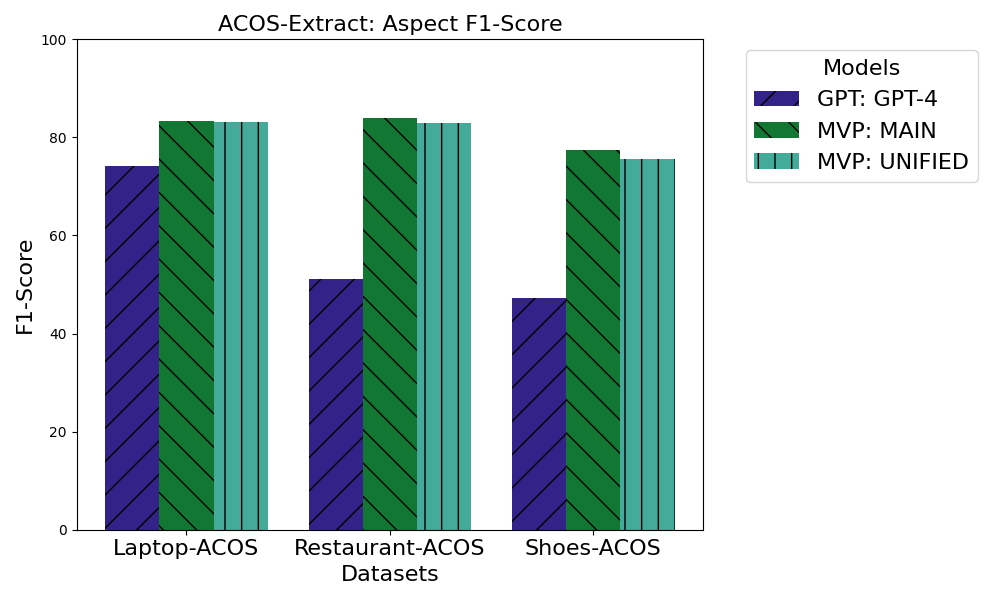 ACOS-Extract: Aspect F1-Score
100
80
60
40
20
0
F1-Score
Laptop-ACOS
Restaurant-ACOS
Shoes-ACOS
Datasets
Models
GPT: GPT-4
MVP: MAIN
MVP: UNIFIED